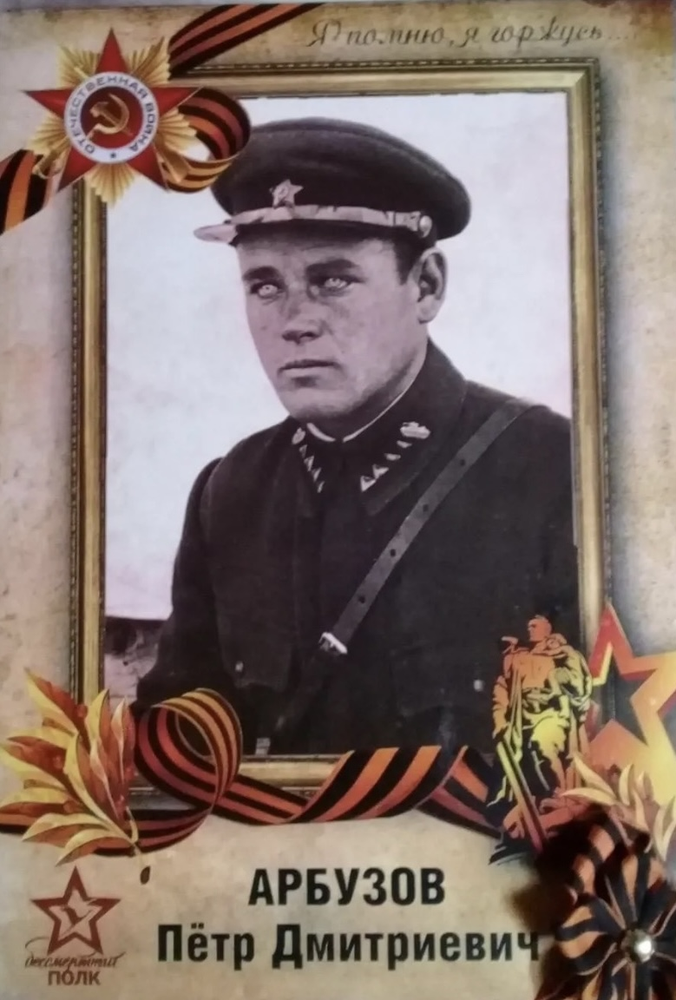 Я помню, я горжусь....
ОТЕЧЕСТВЕННАЯ ВОЙНА
АРБУЗОВ
Пётр Дмитриевич
бессмертный
ПОЛК